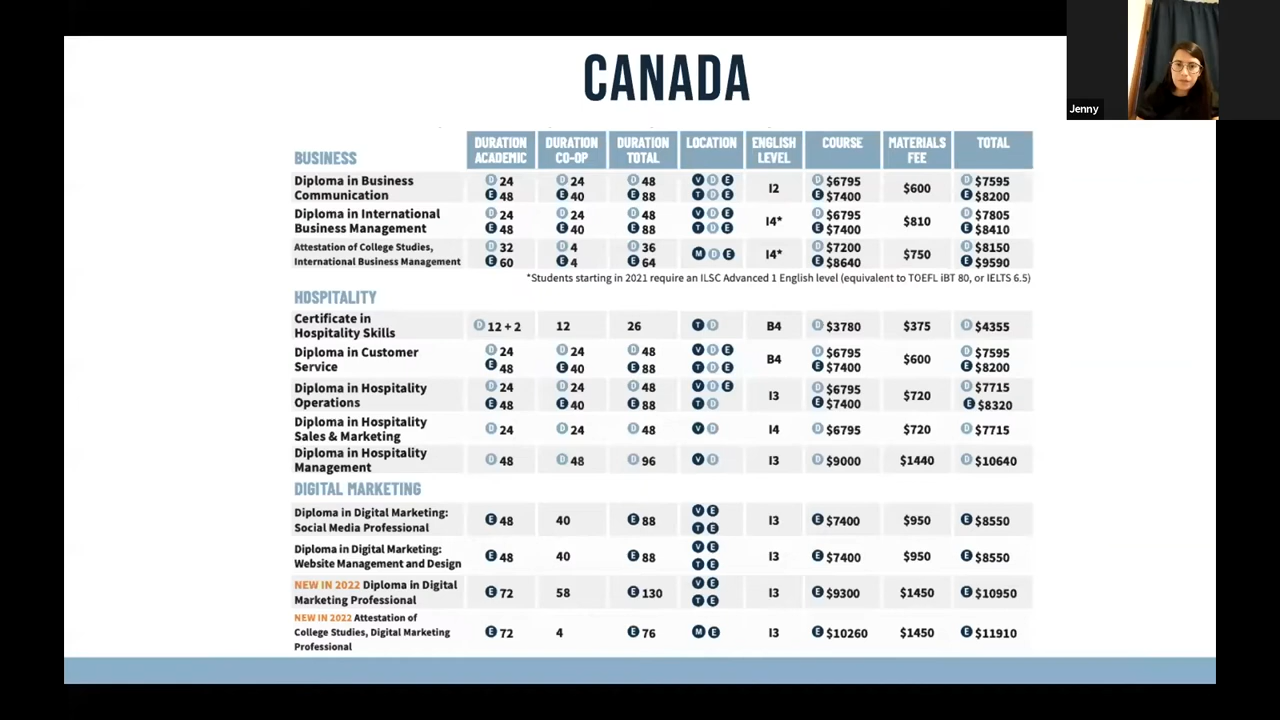 CANADA
Jenny
BUSINESS
DURATION ACADEMIC
DURATION CO-OP
DURATION TOTAL
LOCATION
ENGLISH LEVEL
COURSE
MATERIALS FEE
TOTAL
Diploma in Business D 24 D 24 D 48 V D E I2 D $6795 $600 D $7595
Communication E 48 E 40 E 88 T D E E $7400 E $8200
Diploma in International D 24 D 24 D 48 V D E I4* D $6795 $810 D $7805
Business Management E 48 E 40 E 88 T D E E $7400 E $8410
Attestation of College Studies, D 32 D 4 D 36 M D E I4* D $7200 $750 D $8150
International Business Management E 60 E 4 E 64 E $8640 E $9590
*Students starting in 2021 require an ILSC Advanced 1 English level (equivalent to TOEFL iBT 80, or IELTS 6.5)
HOSPITALITY
Certificate in
Hospitality Skills D 12 + 2 12 26 T D B4 D $3780 $375 D $4355
Diploma in Customer D 24 D 24 D 48 V D E B4 D $6795 $600 D $7595
Service E 48 E 40 E 88 T D E E $7400 E $8200
Diploma in Hospitality D 24 D 24 D 48 V D E I3 D $6795 $720 D $7715
Operations E 48 E 40 E 88 T D E $7400 E $8320
Diploma in Hospitality
Sales & Marketing D 24 D 24 D 48 V D I4 D $6795 $720 D $7715
Diploma in Hospitality
Management D 48 D 48 D 96 V D I3 D $9000 $1440 D $10640
DIGITAL MARKETING
Diploma in Digital Marketing: V E
Social Media Professional E 48 40 E 88 T E I3 E $7400 $950 E $8550
Diploma in Digital Marketing: V E
Website Management and Design E 48 40 E 88 T E I3 E $7400 $950 E $8550
NEW IN 2022 Diploma in Digital V E
Marketing Professional E 72 58 E 130 T E I3 E $9300 $1450 E $10950
NEW IN 2022 Attestation of
College Studies, Digital Marketing E 72 4 E 76 M E I3 E $10260 $1450 E $11910
Professional